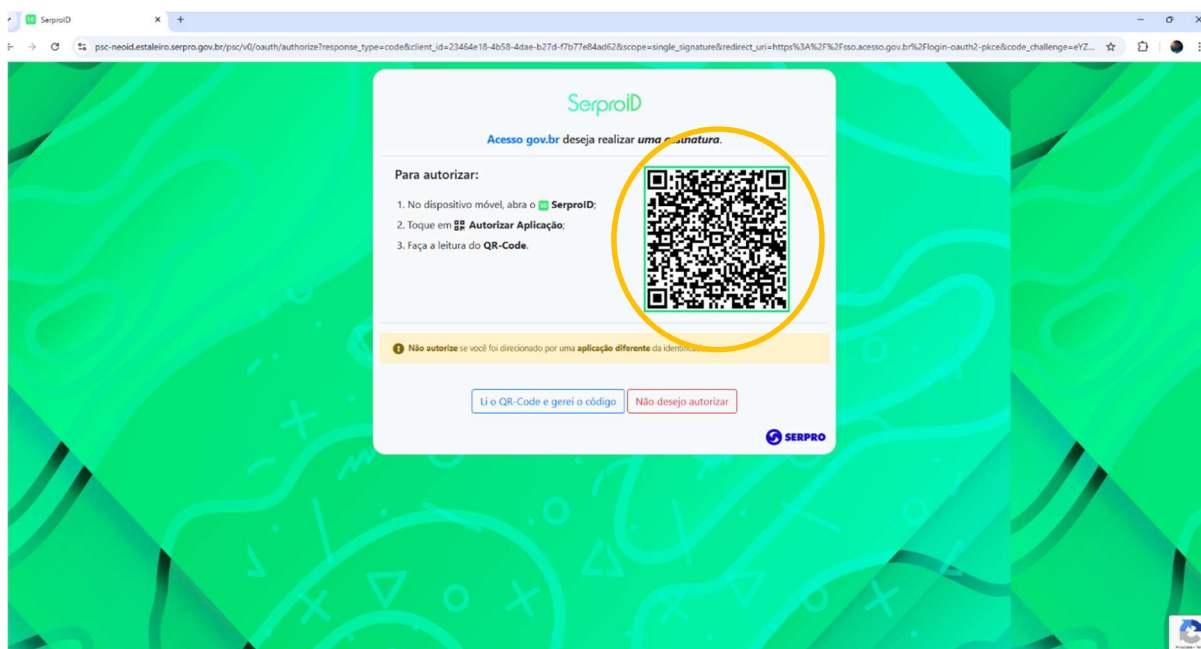 SerproID
psc-neoid.estaleiro.serpro.gov.br/psc/v0/oauth/authorize?response_type=code&client_id=23464e18-4b58-4dae-b27d-f7b77e84ad62&scope=single_signature&redirect_uri=https%3A%2F%2Fsso.acesso.gov.br%2Flogin-oauth2-pkce&code_challenge=eYZ...
SerproID
Acesso gov.br deseja realizar uma assinatura.
Para autorizar:
1. No dispositivo móvel, abra o SerproID;
2. Toque em Autorizar Aplicação;
3. Faça a leitura do QR-Code.
Não autorize se você foi direcionado por uma aplicação diferente da
Li o QR-Code e gerei o código
Não desejo autorizar
SERPRO